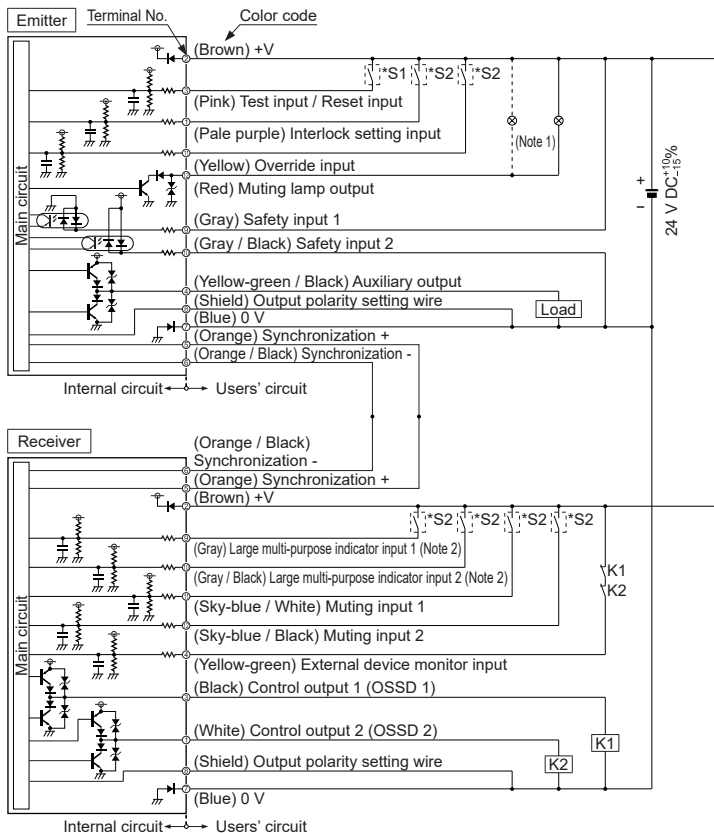 Emitter
Terminal No.
Color code
(Brown) +V
*S1
*S2
*S2
(Pink) Test input / Reset input
(Pale purple) Interlock setting input
(Note 1)
(Yellow) Override input
(Red) Muting lamp output
Main circuit
(Gray) Safety input 1
(Gray / Black) Safety input 2
(Yellow-green / Black) Auxiliary output
(Shield) Output polarity setting wire
Load
(Blue) 0 V
(Orange) Synchronization +
(Orange / Black) Synchronization -
+
−
24 V DC +10 −15 %
Internal circuit
Users' circuit
Receiver
(Orange / Black)
Synchronization -
(Orange) Synchronization +
(Brown) +V
*S2
*S2
*S2
*S2
(Gray) Large multi-purpose indicator input 1 (Note 2)
(Gray / Black) Large multi-purpose indicator input 2 (Note 2)
K1
K2
(Sky-blue / White) Muting input 1
(Sky-blue / Black) Muting input 2
Main circuit
(Yellow-green) External device monitor input
(Black) Control output 1 (OSSD 1)
(White) Control output 2 (OSSD 2)
K1
K2
(Shield) Output polarity setting wire
(Blue) 0 V
Internal circuit
Users' circuit